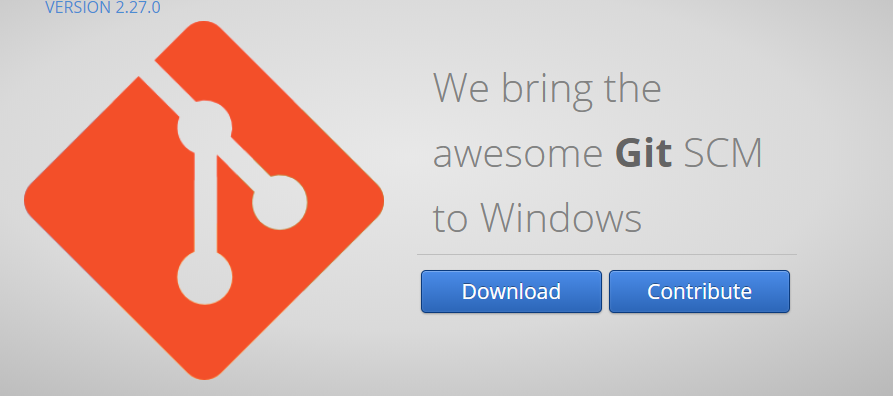 VERSION 2.27.0
We bring the
awesome Git SCM
to Windows
Download
Contribute